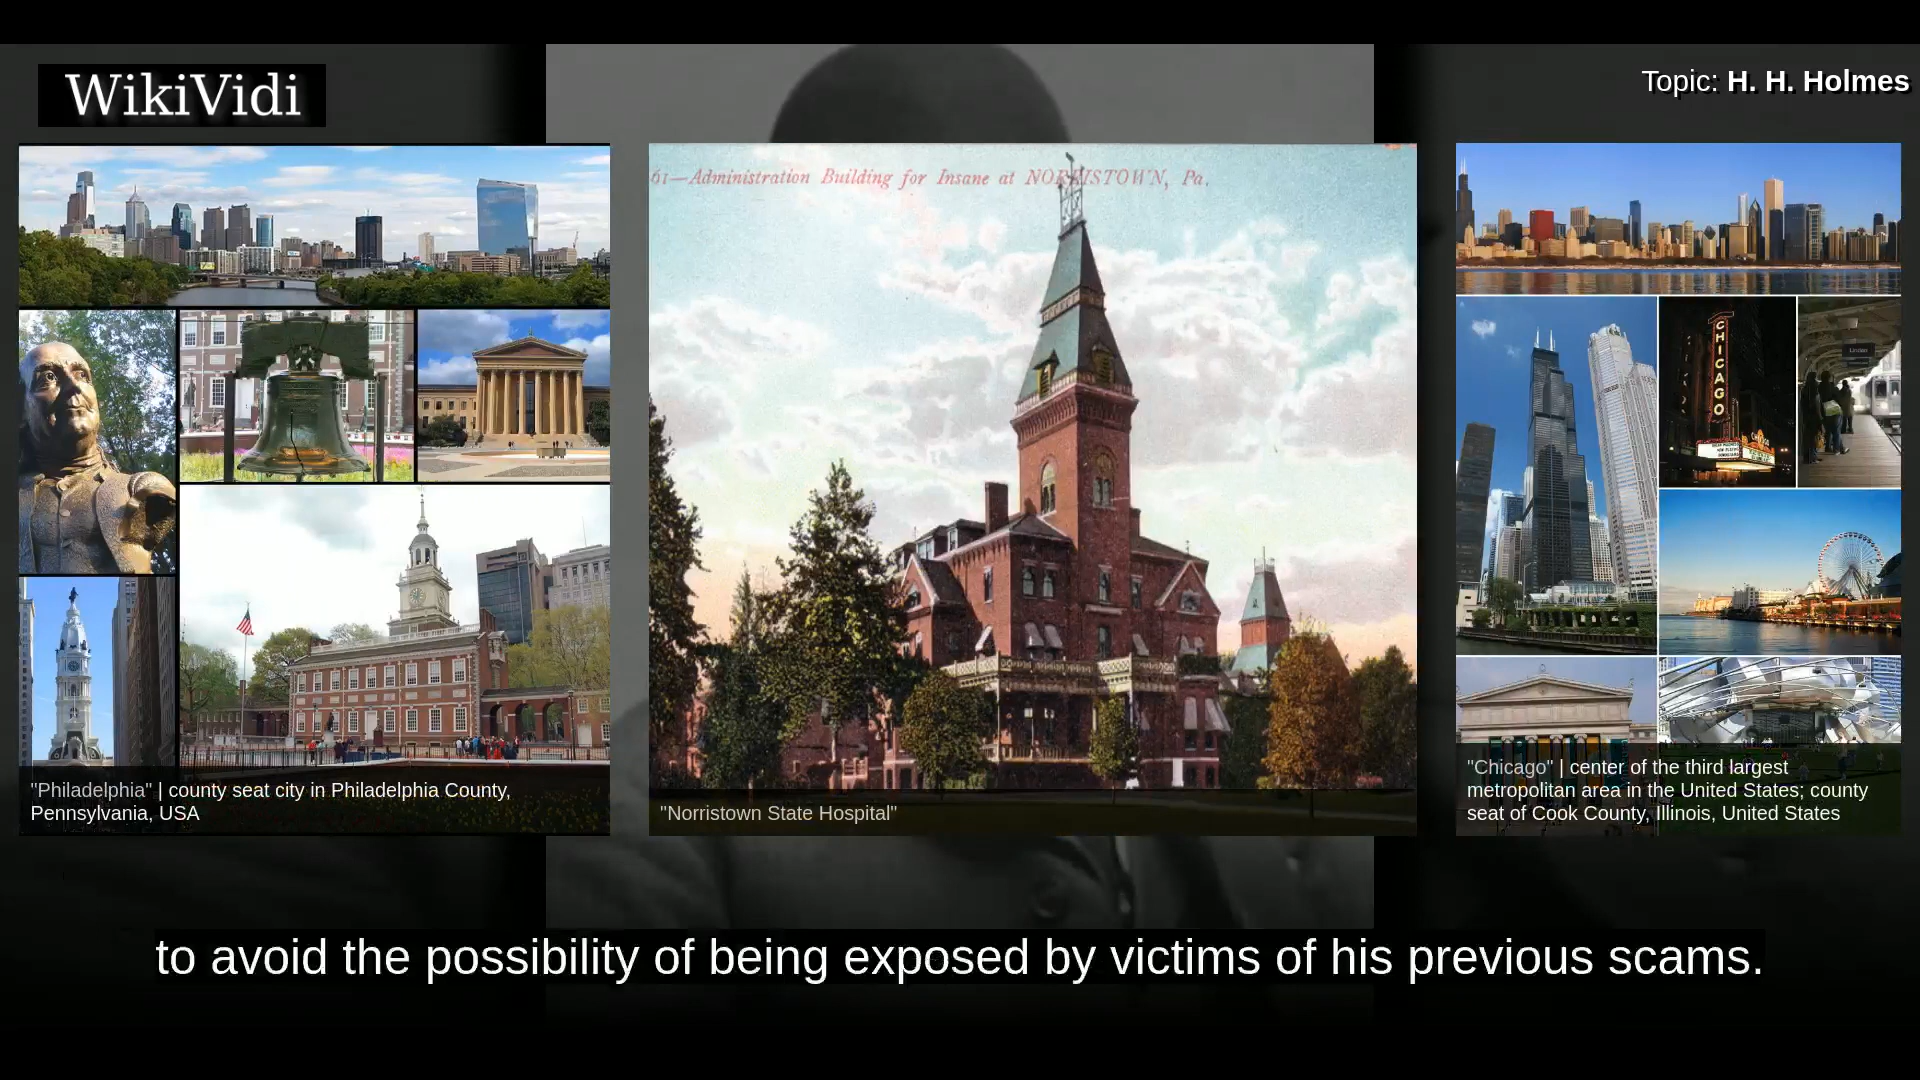 WikiVidi
Topic: H. H. Holmes
61—Administration Building for Insane at NORRISTOWN, Pa.
CHICAGO
"Philadelphia" | county seat city in Philadelphia County,
Pennsylvania, USA
"Norristown State Hospital"
"Chicago" | center of the third largest
metropolitan area in the United States; county
seat of Cook County, Illinois, United States
to avoid the possibility of being exposed by victims of his previous scams.